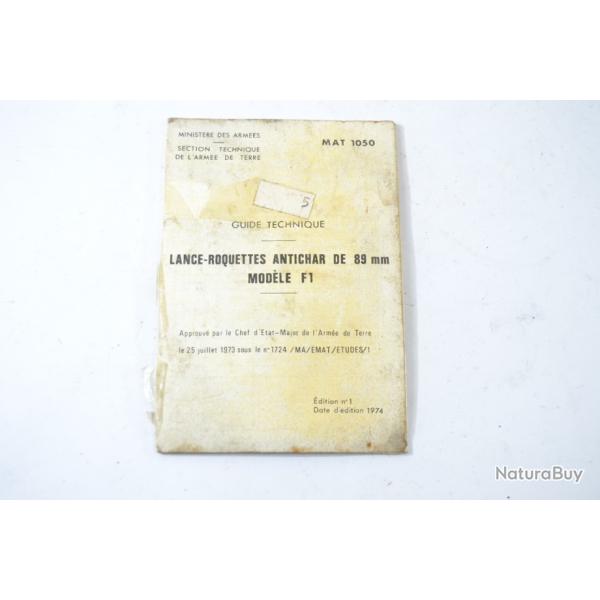 MINISTERE DES ARMEES
SECTION TECHNIQUE
DE L'ARMEE DE TERRE
MAT 1050
5
GUIDE TECHNIQUE
LANCE-ROQUETTES ANTICHAR DE 89 mm
MODÈLE F1
Approuvé par le Chef d'Etat-Major de l'Armée de Terre
le 25 juillet 1973 sous le n° 1724 /MA/EMAT/ETUDES/1
Édition n° 1
Date d'édition 1974
NaturaBuy